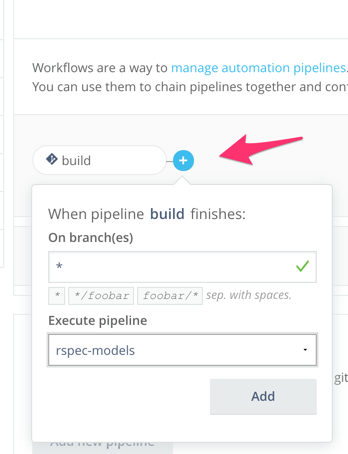 Workflows are a way to manage automation pipelines.
You can use them to chain pipelines together and con
build
+
When pipeline build finishes:
On branch(es)
*
* */foobar foobar/* sep. with spaces.
Execute pipeline
rspec-models
git
Add
Add new pipeline